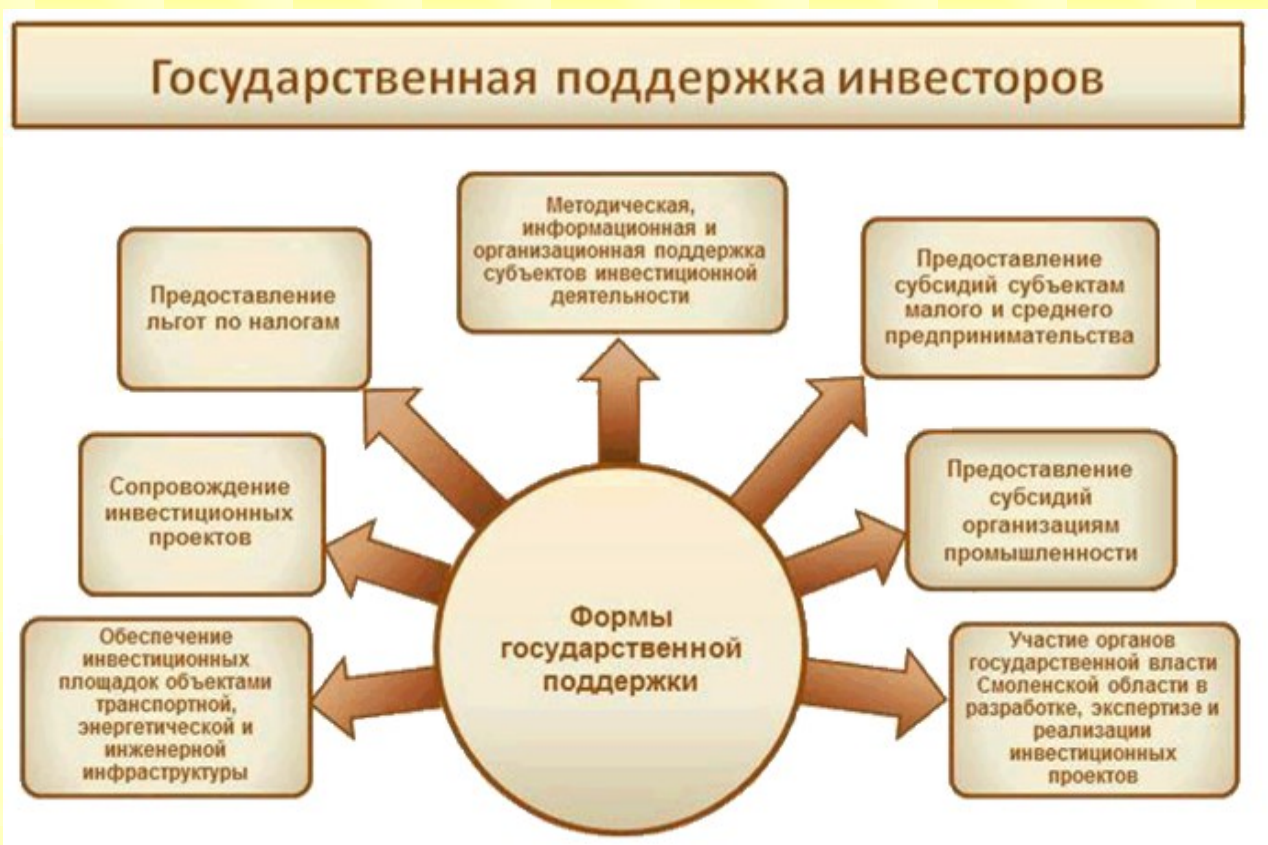 Государственная поддержка инвесторов
Методическая,
информационная и
организационная поддержка
субъектов инвестиционной
деятельности
Предоставление
льгот по налогам
Предоставление
субсидий субъектам
малого и среднего
предпринимательства
Сопровождение
инвестиционных
проектов
Предоставление
субсидий
организациям
промышленности
Обеспечение
инвестиционных
площадок объектами
транспортной,
энергетической и
инженерной
инфраструктуры
Формы
государственной
поддержки
Участие органов
государственной власти
Смоленской области в
разработке, экспертизе и
реализации
инвестиционных
проектов